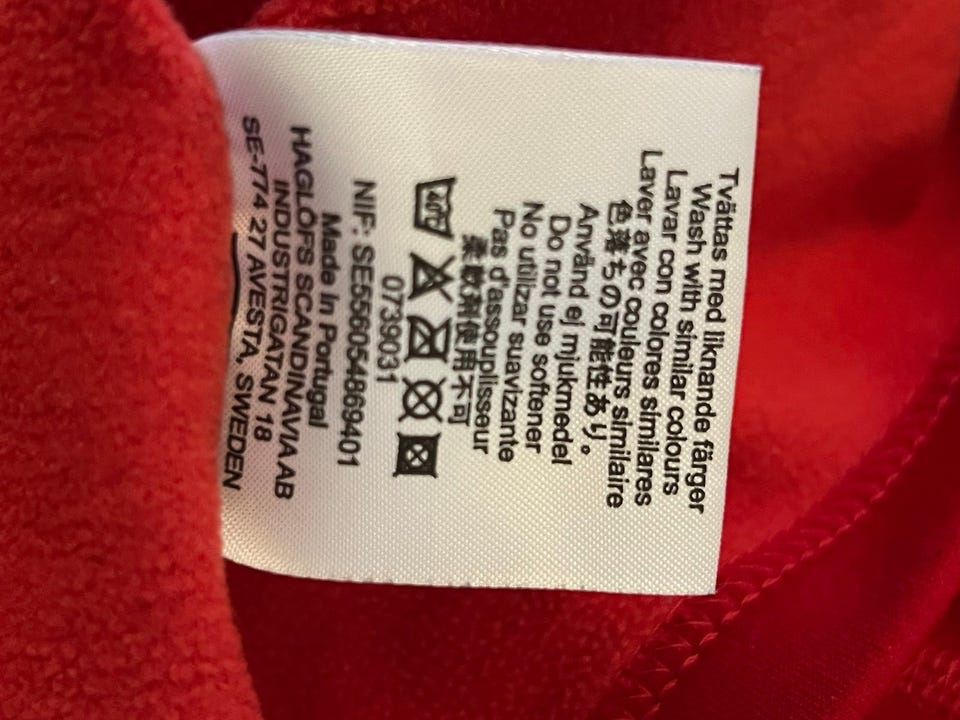 Tvättas med liknande färger
Wash with similar colours
Lavar con colores similares
Laver avec couleurs similaire
色落ちの可能性あり。
Använd ej mjukmedel
Do not use softener
No utilizar suavizante
Pas d'assouplisseur
柔軟剤使用不可
40°C
0739031
NIF: SE556054869401
Made in Portugal
HAGLÖFS SCANDINAVIA AB
INDUSTRIGATAN 18
SE-774 27 AVESTA, SWEDEN